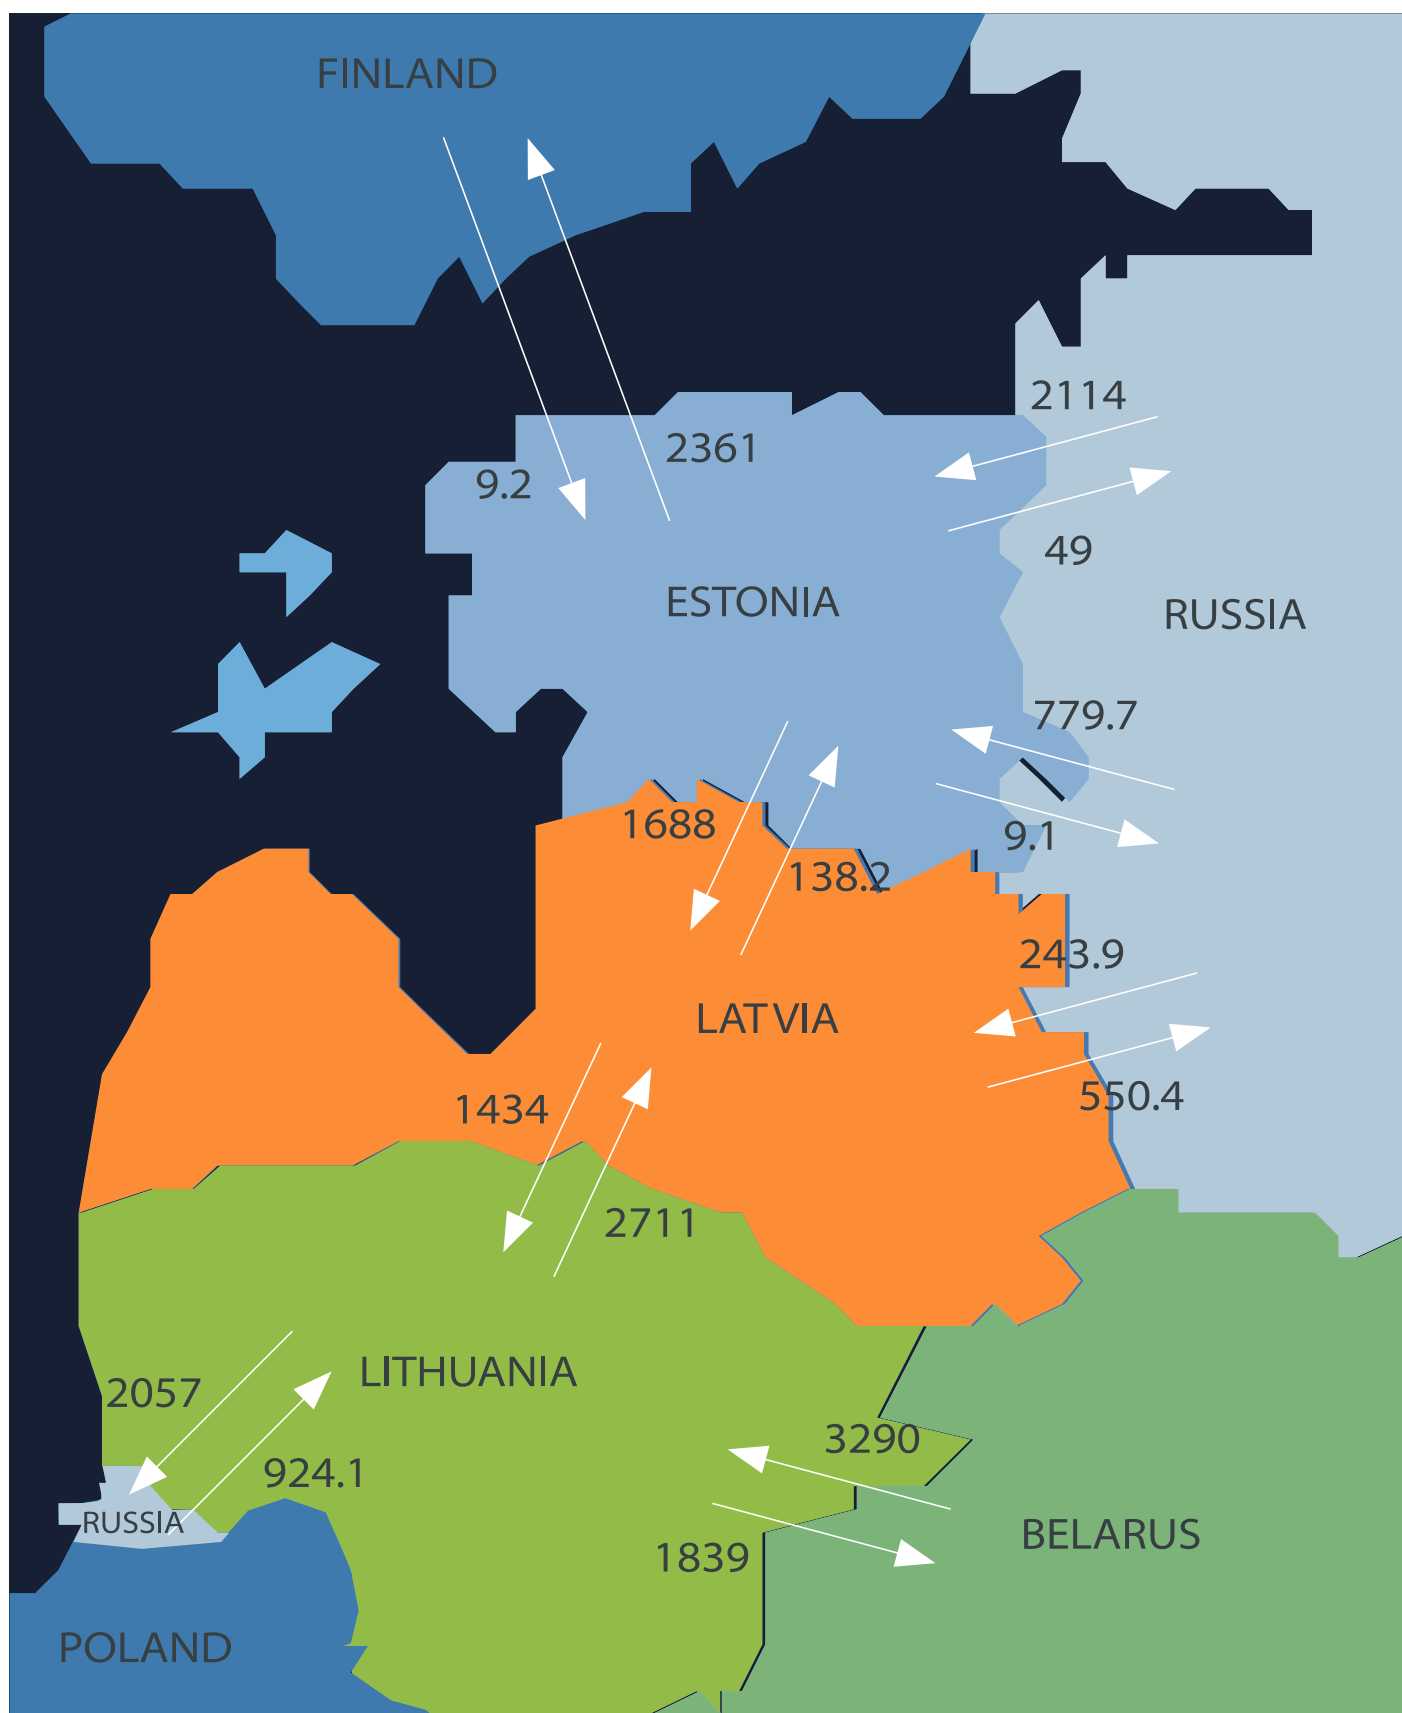 FINLAND
2114
2361
9.2
49
ESTONIA
RUSSIA
779.7
1688
9.1
138.2
243.9
LATVIA
550.4
1434
2711
LITHUANIA
2057
3290
924.1
RUSSIA
BELARUS
1839
POLAND